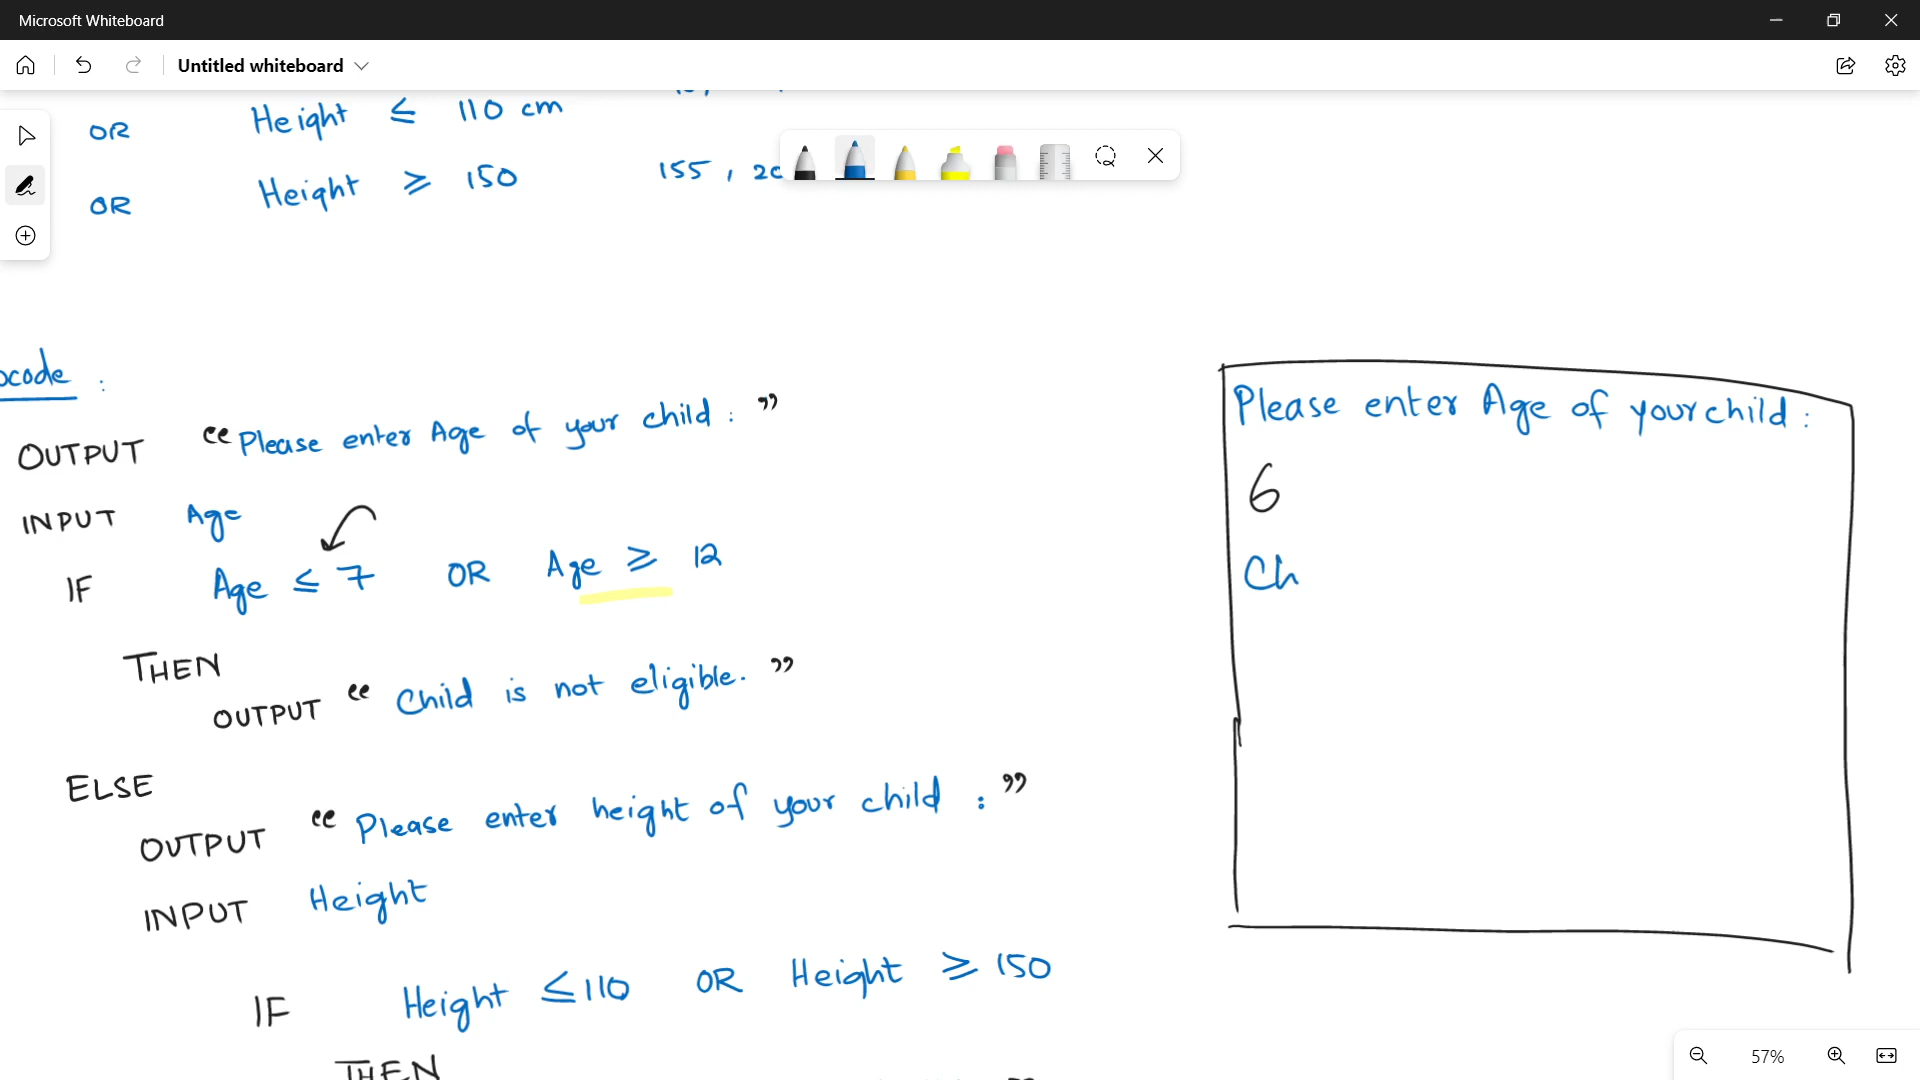 Microsoft Whiteboard
Untitled whiteboard
OR Height ≤ 110 cm
OR Height ≥ 150 155 , 20
ocode :
OUTPUT “Please enter Age of your child : ”
INPUT Age
IF Age ≤ 7 OR Age ≥ 12
THEN
OUTPUT “ Child is not eligible. ”
ELSE
OUTPUT “ Please enter height of your child : ”
INPUT Height
IF Height ≤ 110 OR Height ≥ 150
THEN
Please enter Age of your child :
6
Ch
57%